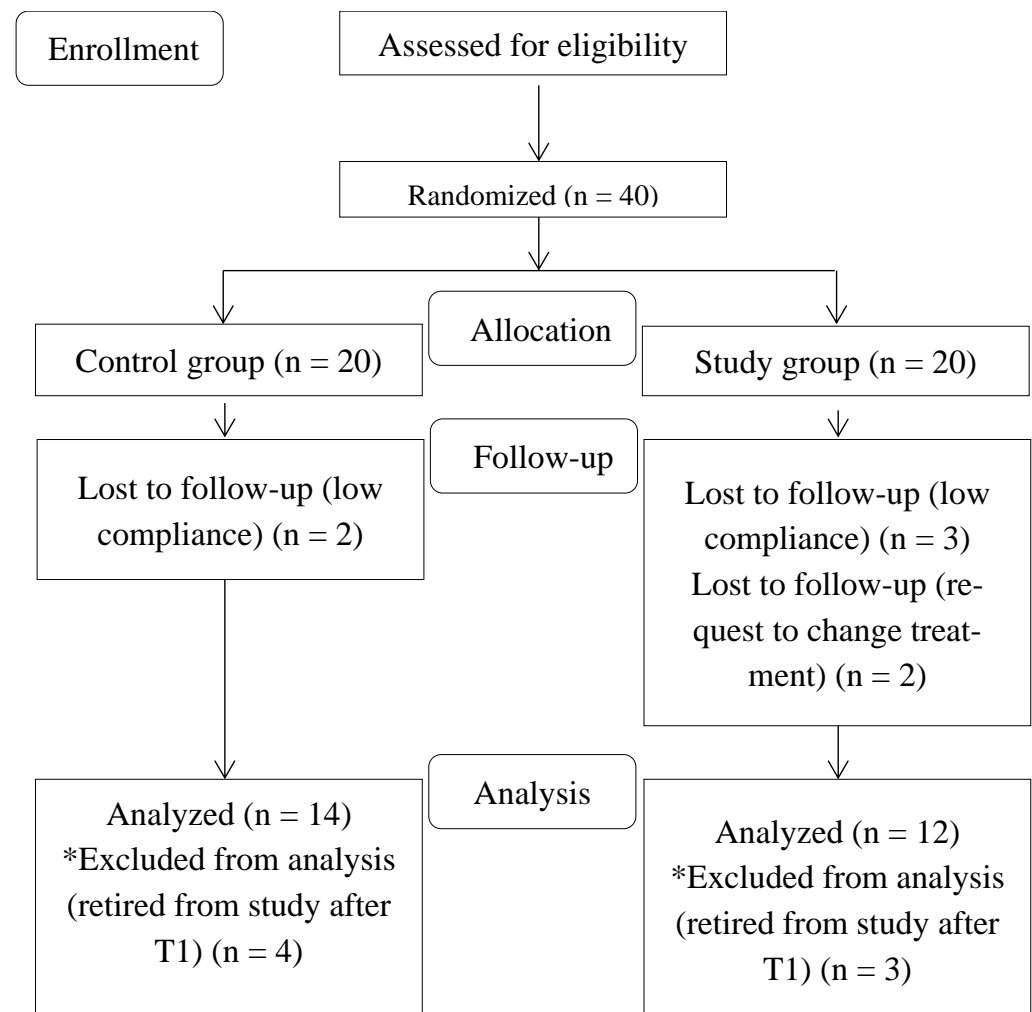 Enrollment
Assessed for eligibility
Randomized (n = 40)
Allocation
Control group (n = 20)
Study group (n = 20)
Follow-up
Lost to follow-up (low
compliance) (n = 2)
Lost to follow-up (low
compliance) (n = 3)
Lost to follow-up (re-
quest to change treat-
ment) (n = 2)
Analysis
Analyzed (n = 14)
*Excluded from analysis
(retired from study after
T1) (n = 4)
Analyzed (n = 12)
*Excluded from analysis
(retired from study after
T1) (n = 3)